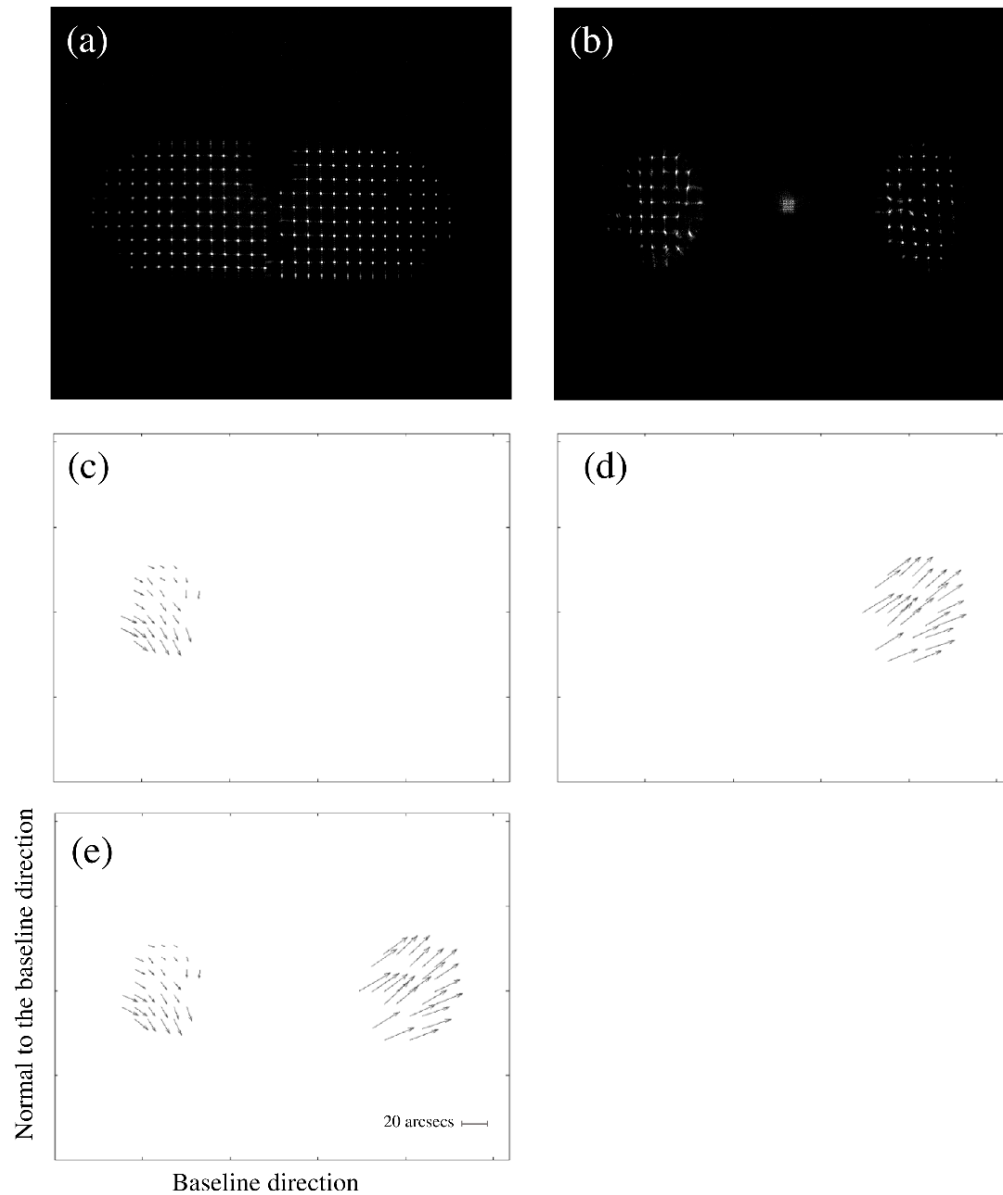 (a)
(b)
(c)
(d)
(e)
Normal to the baseline direction
20 arcsecs
Baseline direction